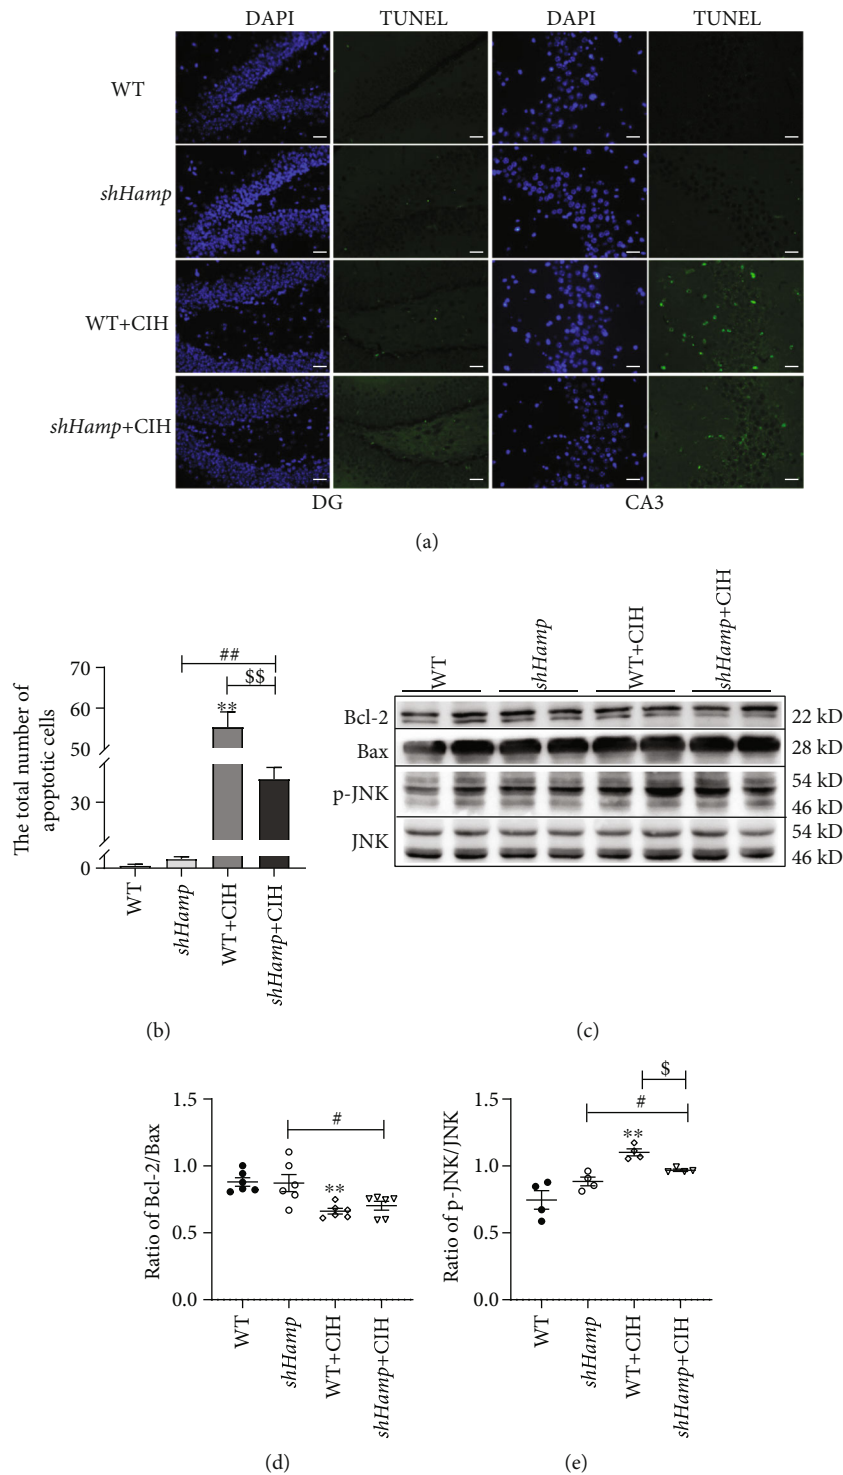 DAPI TUNEL DAPI TUNEL
WT
shHamp
WT+CIH
shHamp+CIH
DG CA3
(a)
The total number of
apoptotic cells
70
60
50
30
0
##
$$
**
WT
shHamp
WT+CIH
shHamp+CIH
(b)
WT
shHamp
WT+CIH
shHamp+CIH
Bcl-2 22 kD
Bax 28 kD
p-JNK 54 kD
46 kD
JNK 54 kD
46 kD
(c)
Ratio of Bcl-2/Bax
1.5
1.0
0.5
0.0
#
**
WT
shHamp
WT+CIH
shHamp+CIH
(d)
Ratio of p-JNK/JNK
1.5
1.0
0.5
0.0
$
#
**
WT
shHamp
WT+CIH
shHamp+CIH
(e)